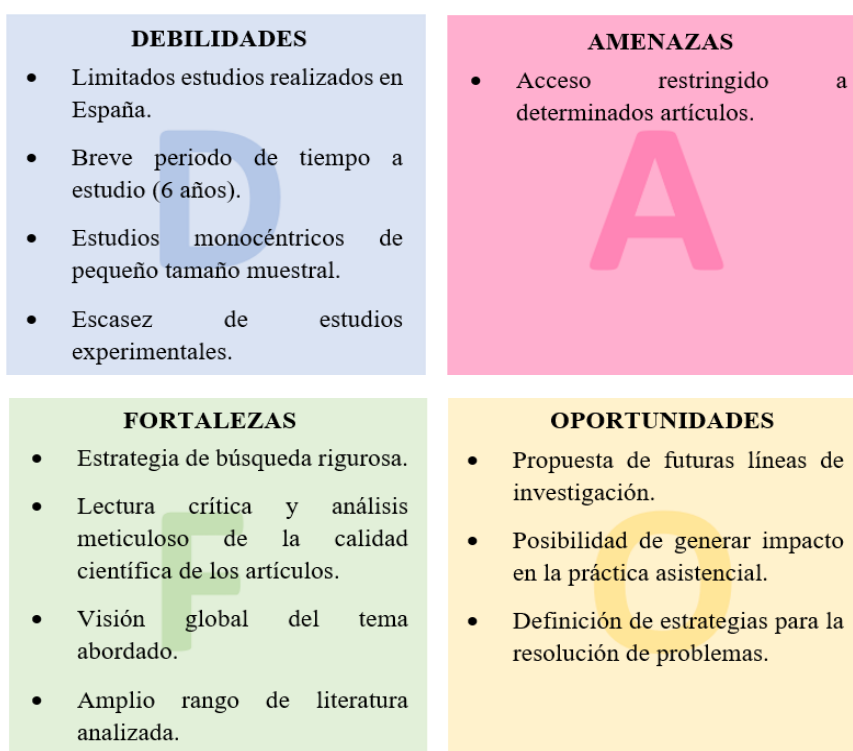 DEBILIDADES
• Limitados estudios realizados en
España.
• Breve periodo de tiempo a
estudio (6 años).
• Estudios monocéntricos de
pequeño tamaño muestral.
• Escasez de estudios
experimentales.
D
AMENAZAS
• Acceso restringido a
determinados artículos.
A
FORTALEZAS
• Estrategia de búsqueda rigurosa.
• Lectura crítica y análisis
meticuloso de la calidad
científica de los artículos.
• Visión global del tema
abordado.
• Amplio rango de literatura
analizada.
F
OPORTUNIDADES
• Propuesta de futuras líneas de
investigación.
• Posibilidad de generar impacto
en la práctica asistencial.
• Definición de estrategias para la
resolución de problemas.
O